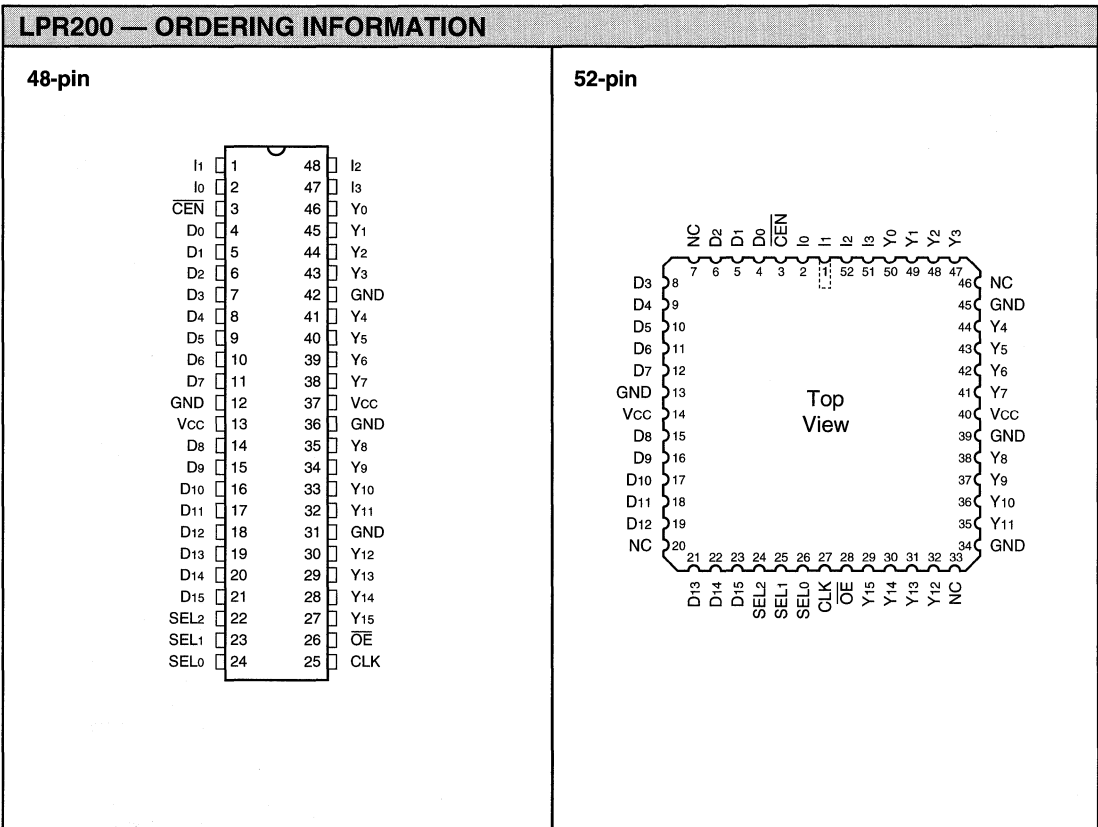 LPR200 — ORDERING INFORMATION
48-pin
I1 1 48 I2
I0 2 47 I3
CEN 3 46 Y0
D0 4 45 Y1
D1 5 44 Y2
D2 6 43 Y3
D3 7 42 GND
D4 8 41 Y4
D5 9 40 Y5
D6 10 39 Y6
D7 11 38 Y7
GND 12 37 VCC
VCC 13 36 GND
D8 14 35 Y8
D9 15 34 Y9
D10 16 33 Y10
D11 17 32 Y11
D12 18 31 GND
D13 19 30 Y12
D14 20 29 Y13
D15 21 28 Y14
SEL2 22 27 Y15
SEL1 23 26 OE
SEL0 24 25 CLK
52-pin
NC D2 D1 D0 CEN I0 I1 I2 I3 Y0 Y1 Y2 Y3
7 6 5 4 3 2 1 52 51 50 49 48 47
D3 8 46 NC
D4 9 45 GND
D5 10 44 Y4
D6 11 43 Y5
D7 12 42 Y6
GND 13 41 Y7
VCC 14 40 VCC
D8 15 39 GND
D9 16 38 Y8
D10 17 37 Y9
D11 18 36 Y10
D12 19 35 Y11
NC 20 34 GND
Top
View
21 22 23 24 25 26 27 28 29 30 31 32 33
D13 D14 D15 SEL2 SEL1 SEL0 CLK OE Y15 Y14 Y13 Y12 NC